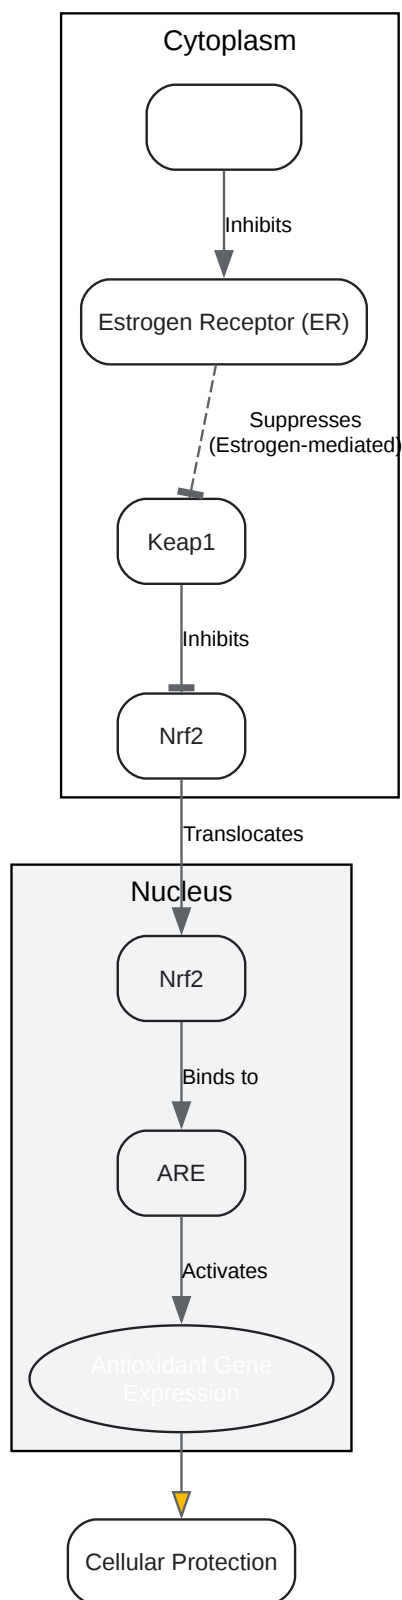 Cytoplasm
Inhibits
Estrogen Receptor (ER)
Suppresses
(Estrogen-mediated)
Keap1
Inhibits
Nrf2
Translocates
Nucleus
Nrf2
Binds to
ARE
Activates
Antioxidant Gene
Expression
Cellular Protection